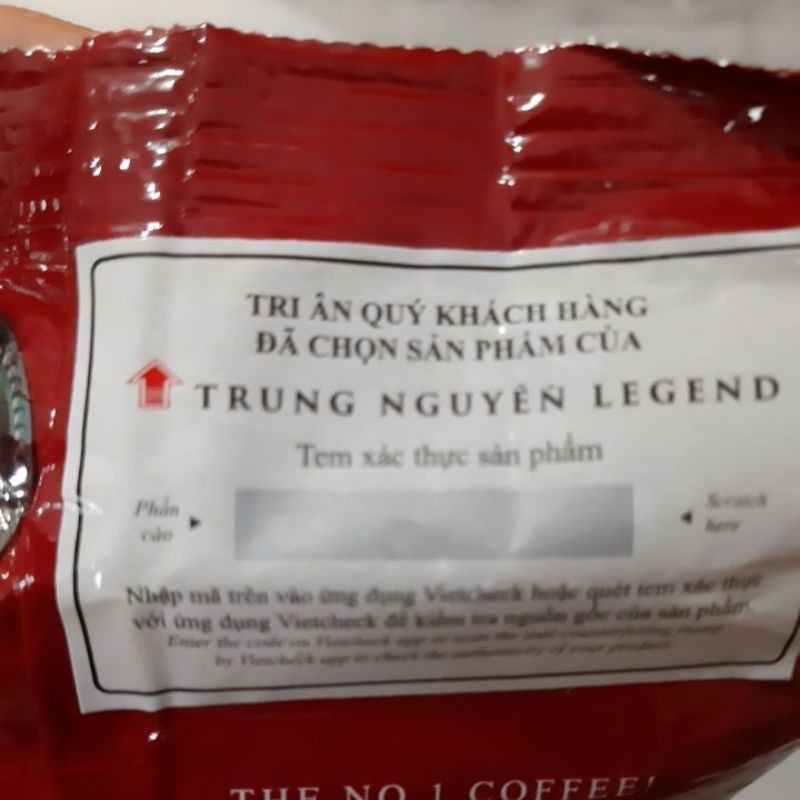 TRI ÂN QUÝ KHÁCH HÀNG
ĐÃ CHỌN SẢN PHẨM CỦA
TRUNG NGUYÊN LEGEND
Tem xác thực sản phẩm
Phần
cào
Scratch
here
Nhập mã trên vào ứng dụng Vietcheck hoặc quét tem xác thực
với ứng dụng Vietcheck để kiểm tra nguồn gốc của sản phẩm.
Enter the code on Vietcheck app or scan the anti-counterfeiting stamp
by Vietcheck app to check the authenticity of your product
THE NO 1 COFFEE!